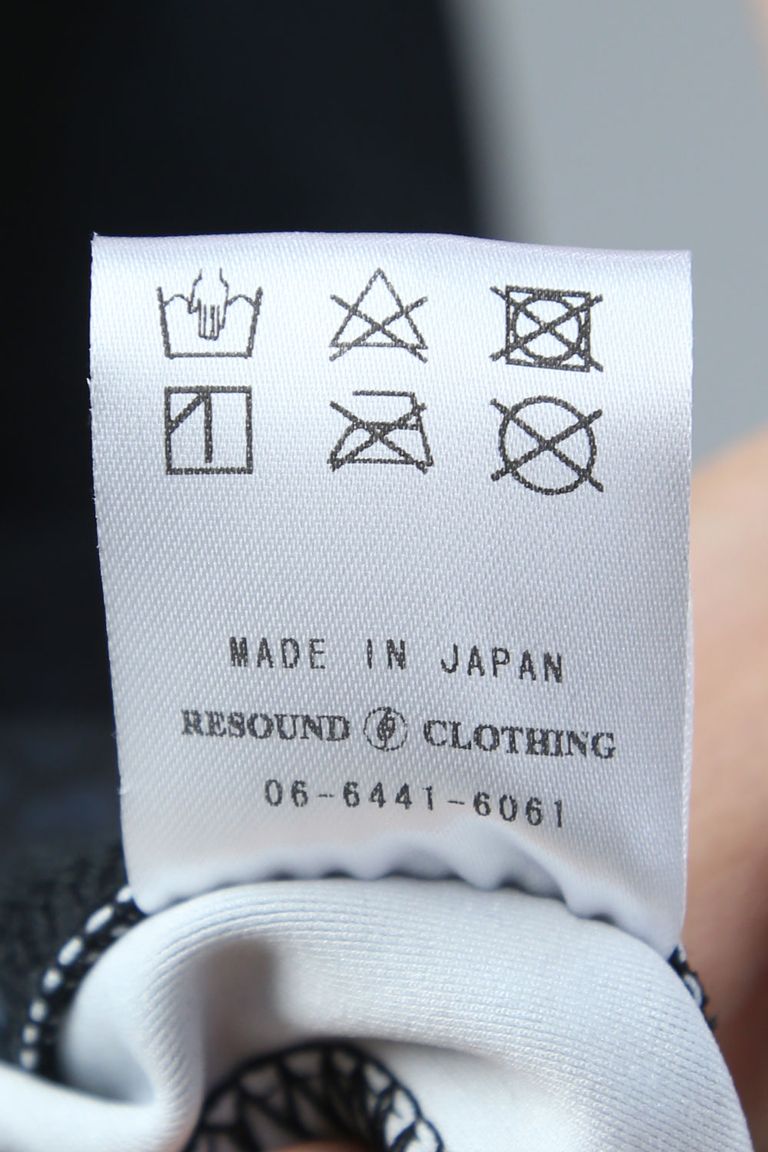 MADE IN JAPAN
RESOUND CLOTHING
06-6441-6061